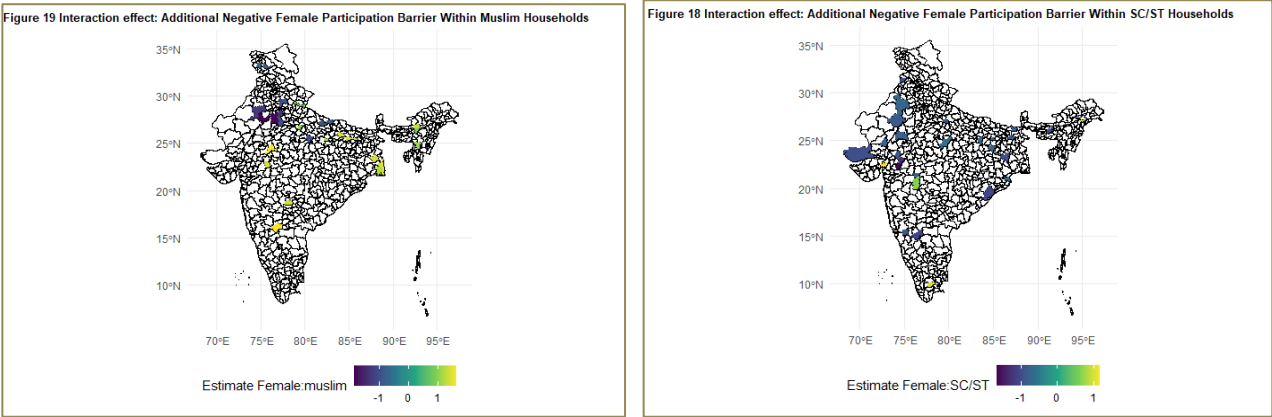 Figure 19 Interaction effect: Additional Negative Female Participation Barrier Within Muslim Households
35°N
30°N
25°N
20°N
15°N
10°N
70°E 75°E 80°E 85°E 90°E 95°E
Estimate Female:muslim
-1 0 1
Figure 18 Interaction effect: Additional Negative Female Participation Barrier Within SC/ST Households
35°N
30°N
25°N
20°N
15°N
10°N
70°E 75°E 80°E 85°E 90°E 95°E
Estimate Female:SC/ST
-1 0 1